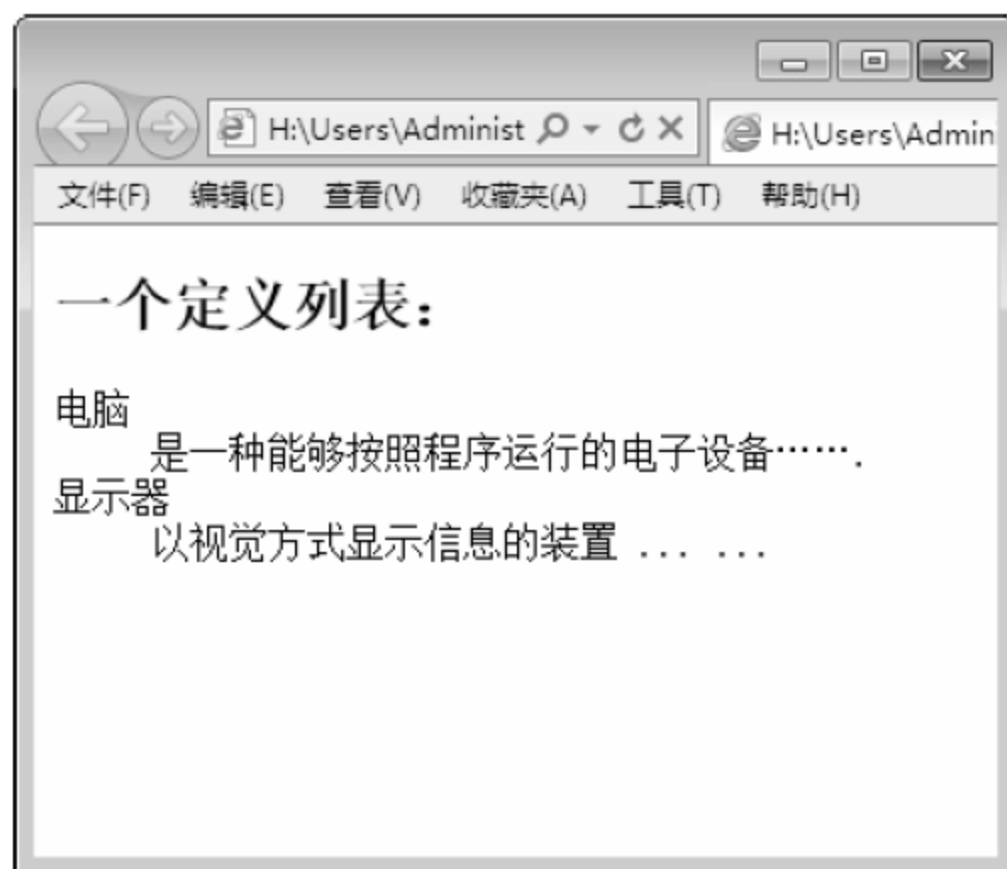 H:\Users\Administ
H:\Users\Admin
文件(F) 编辑(E) 查看(V) 收藏夹(A) 工具(T) 帮助(H)
一个定义列表：
电脑
是一种能够按照程序运行的电子设备…….
显示器
以视觉方式显示信息的装置 ... ...